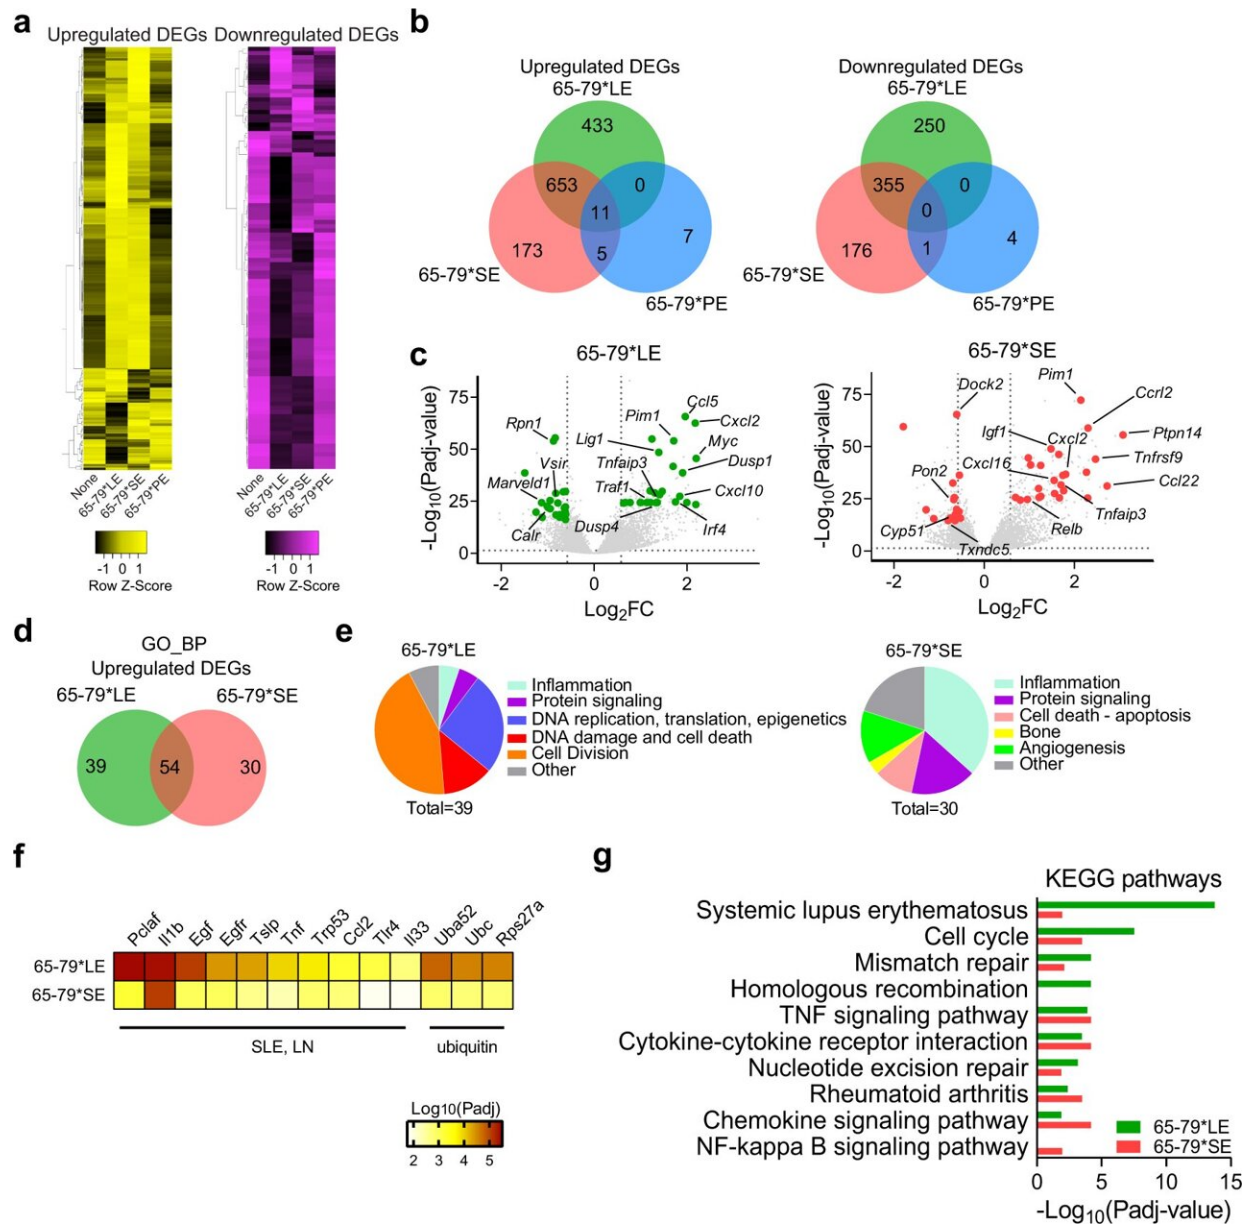 a
Upregulated DEGs Downregulated DEGs
None 65-79*LE 65-79*SE 65-79*PE
None 65-79*LE 65-79*SE 65-79*PE
-1 0 1
Row Z-Score
-1 0 1
Row Z-Score
b
Upregulated DEGs
65-79*LE
433
653
0
11
173
5
7
65-79*SE
65-79*PE
Downregulated DEGs
65-79*LE
250
355
0
0
176
1
4
65-79*SE
65-79*PE
c
65-79*LE
-Log10(Padj-value)
75
50
25
0
-2 0 2
Log2FC
Ccl5
Pim1
Cxcl2
Rpn1
Lig1
Myc
Vsir
Tnfaip3
Dusp1
Marveld1
Traf1
Cxcl10
Calr
Dusp4
Irf4
65-79*SE
-Log10(Padj-value)
75
50
25
0
-2 0 2
Log2FC
Pim1
Dock2
Ccrl2
Igf1
Cxcl2
Ptpn14
Cxcl16
Tnfrsf9
Pon2
Ccl22
Cyp51
Tnfaip3
Relb
Txndc5
d
GO_BP
Upregulated DEGs
65-79*LE 65-79*SE
39 54 30
e
65-79*LE
Total=39
Inflammation
Protein signaling
DNA replication, translation, epigenetics
DNA damage and cell death
Cell Division
Other
65-79*SE
Total=30
Inflammation
Protein signaling
Cell death - apoptosis
Bone
Angiogenesis
Other
f
Pclaf Il1b Egf Egfr Tslp Tnf Trp53 Ccl2 Tlr4 Il33 Uba52 Ubc Rps27a
65-79*LE
65-79*SE
SLE, LN ubiquitin
Log10(Padj)
2 3 4 5
g
KEGG pathways
Systemic lupus erythematosus
Cell cycle
Mismatch repair
Homologous recombination
TNF signaling pathway
Cytokine-cytokine receptor interaction
Nucleotide excision repair
Rheumatoid arthritis
Chemokine signaling pathway
NF-kappa B signaling pathway
65-79*LE
65-79*SE
0 5 10 15
-Log10(Padj-value)